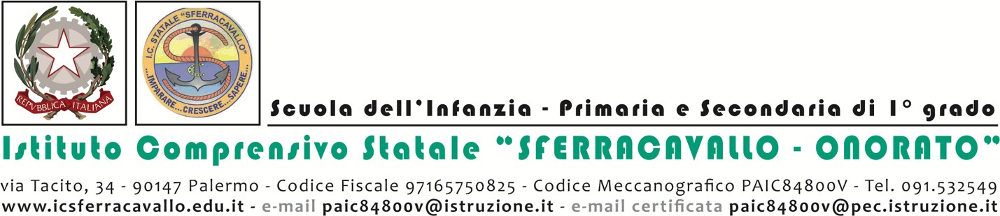 REPVBBLICA ITALIANA
I.C. STATALE "SFERRACAVALLO"
...IMPARARE...CRESCERE...SAPERE...
Scuola dell'Infanzia - Primaria e Secondaria di 1° grado
Istituto Comprensivo Statale "SFERRACAVALLO - ONORATO"
via Tacito, 34 - 90147 Palermo - Codice Fiscale 97165750825 - Codice Meccanografico PAIC84800V - Tel. 091.532549
www.icsferracavallo.edu.it - e-mail paic84800v@istruzione.it - e-mail certificata paic84800v@pec.istruzione.it